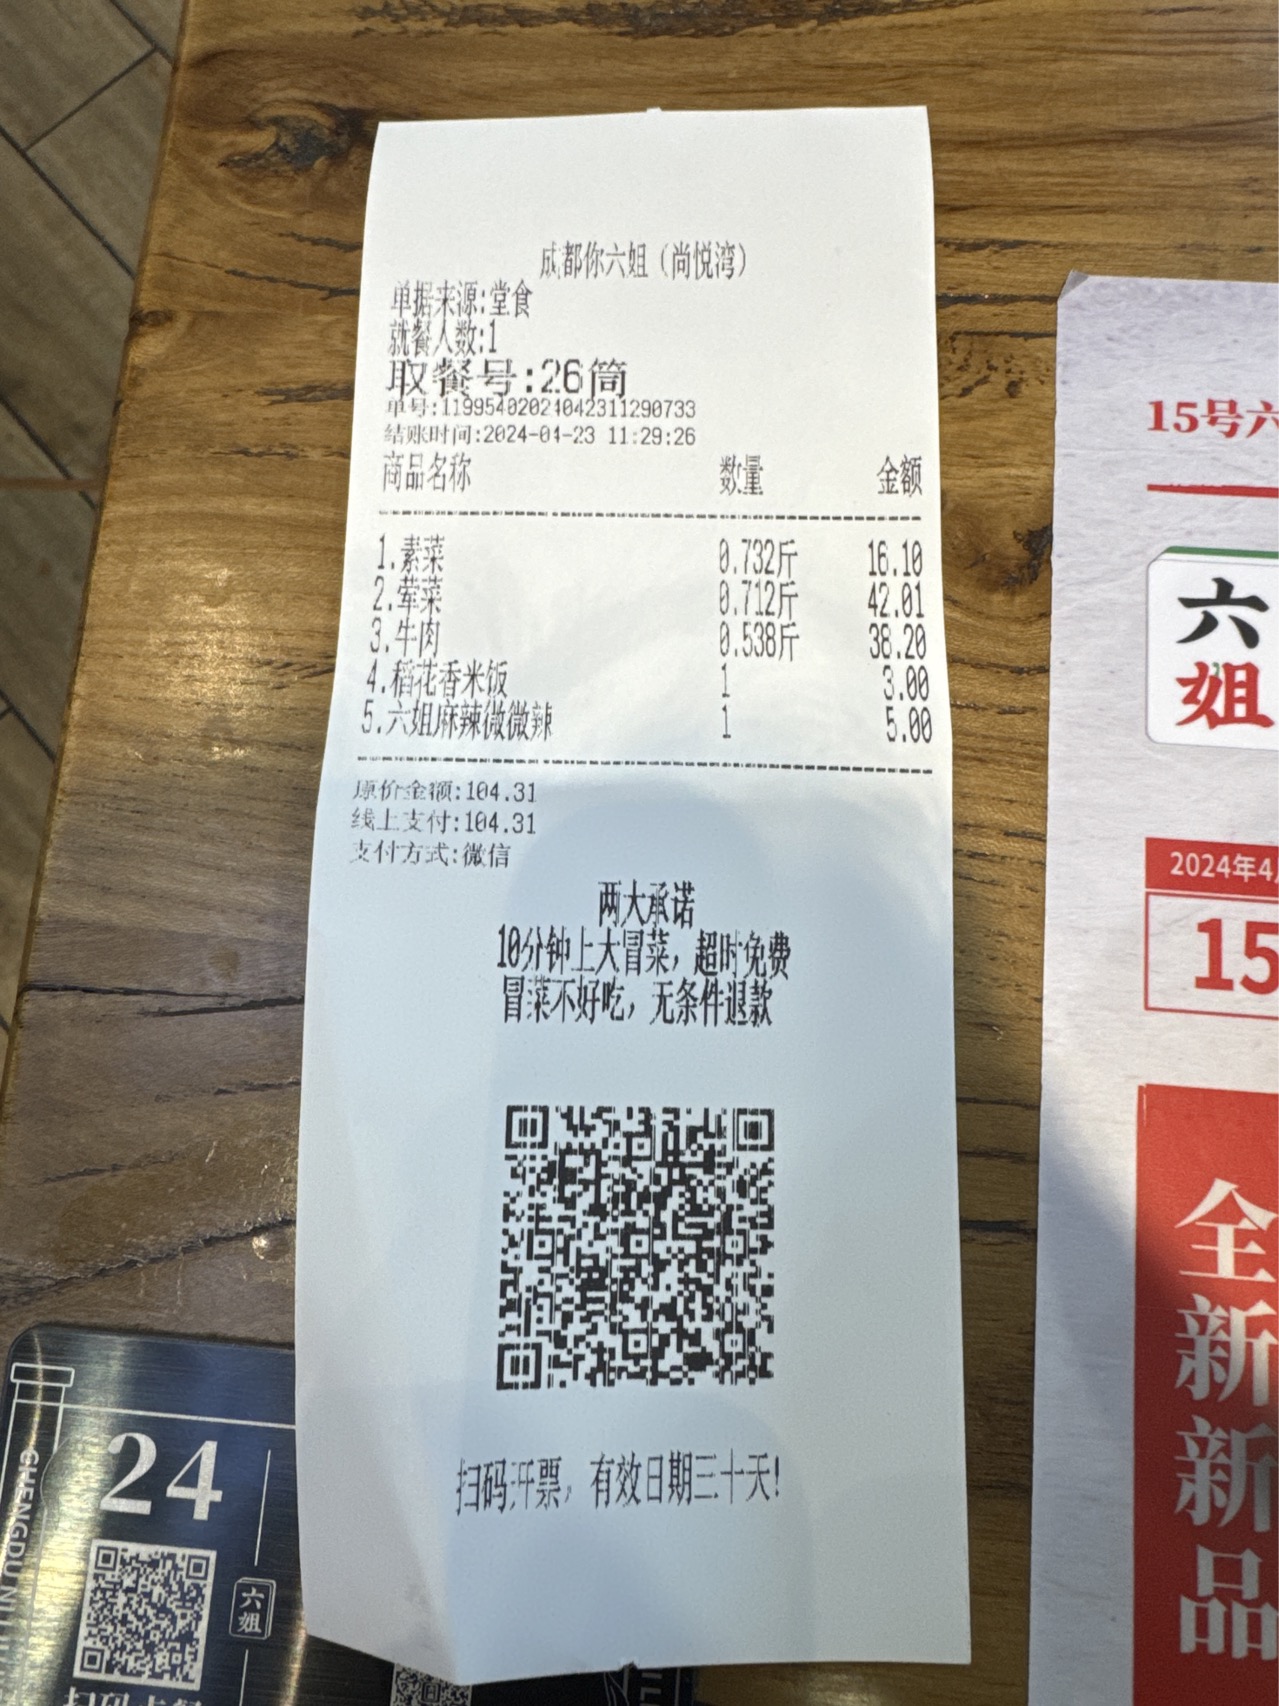 成都你六姐（尚悦湾）
单据来源:堂食
就餐人数:1
取餐号:26筒
单号:11995402024042311290733
结账时间:2024-04-23 11:29:26
商品名称 数量 金额
1.素菜 0.732斤 16.10
2.荤菜 0.712斤 42.01
3.牛肉 0.538斤 38.20
4.稻花香米饭 1 3.00
5.六姐麻辣微微辣 1 5.00
原价金额:104.31
线上支付:104.31
支付方式:微信
两大承诺
10分钟上大冒菜，超时免费
冒菜不好吃，无条件退款
扫码开票，有效日期三十天!
15号六
六
姐
2024年4
15
全
新
新
品
24
CHENGDU NI
六
姐
扫码点餐